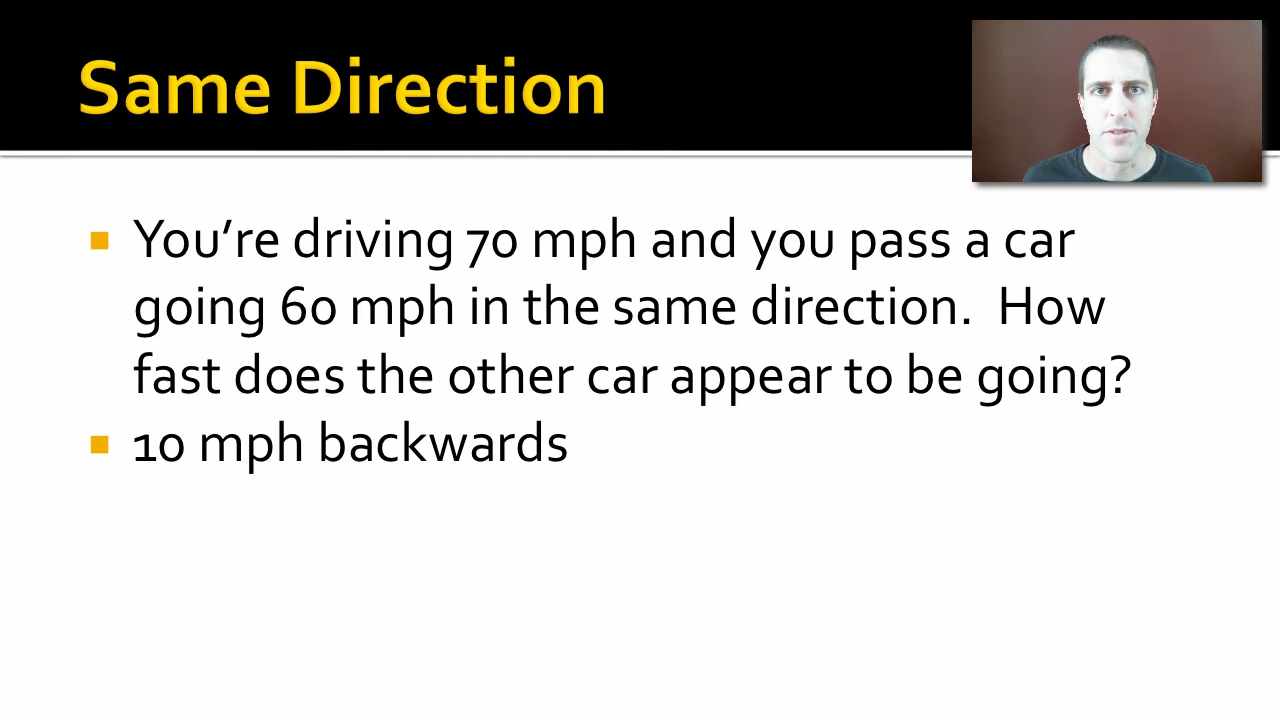 Same Direction
You’re driving 70 mph and you pass a car
going 60 mph in the same direction.  How
fast does the other car appear to be going?
10 mph backwards